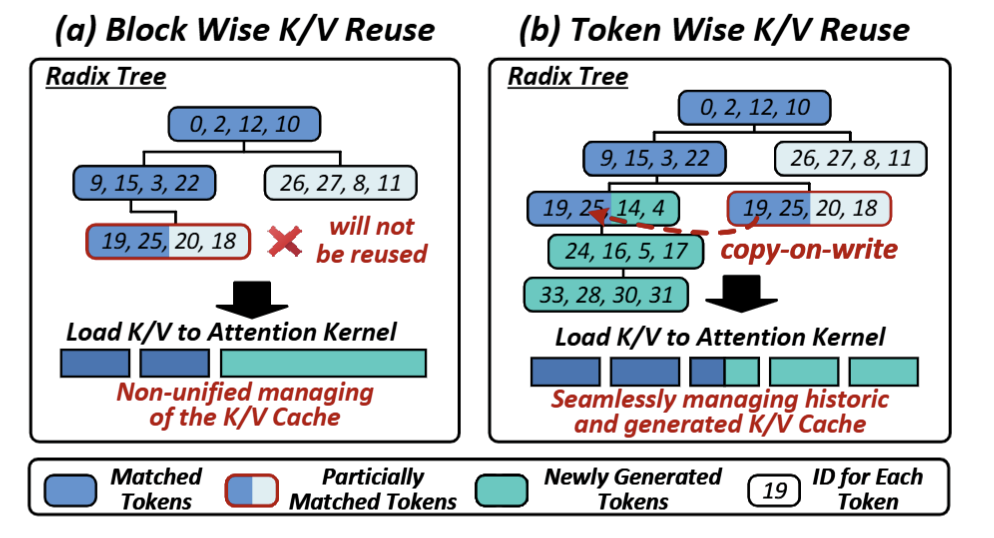 (a) Block Wise K/V Reuse
Radix Tree
0, 2, 12, 10
9, 15, 3, 22
26, 27, 8, 11
19, 25, 20, 18
will not
be reused
Load K/V to Attention Kernel
Non-unified managing
of the K/V Cache
(b) Token Wise K/V Reuse
Radix Tree
0, 2, 12, 10
9, 15, 3, 22
26, 27, 8, 11
19, 25, 14, 4
19, 25, 20, 18
24, 16, 5, 17
copy-on-write
33, 28, 30, 31
Load K/V to Attention Kernel
Seamlessly managing historic
and generated K/V Cache
Matched
Tokens
Particially
Matched Tokens
Newly Generated
Tokens
19
ID for Each
Token